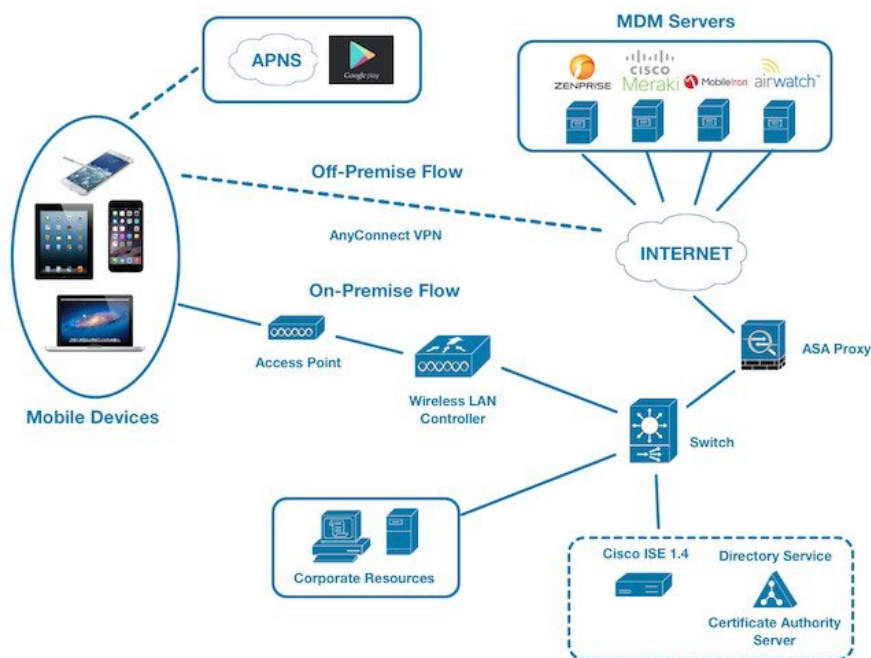 APNS
Google play
MDM Servers
ZENPRISE
CISCO
Meraki
MobileIron
airwatch™
Off-Premise Flow
AnyConnect VPN
INTERNET
On-Premise Flow
Access Point
Wireless LAN
Controller
ASA Proxy
Mobile Devices
Switch
Corporate Resources
Cisco ISE 1.4
Directory Service
Certificate Authority
Server